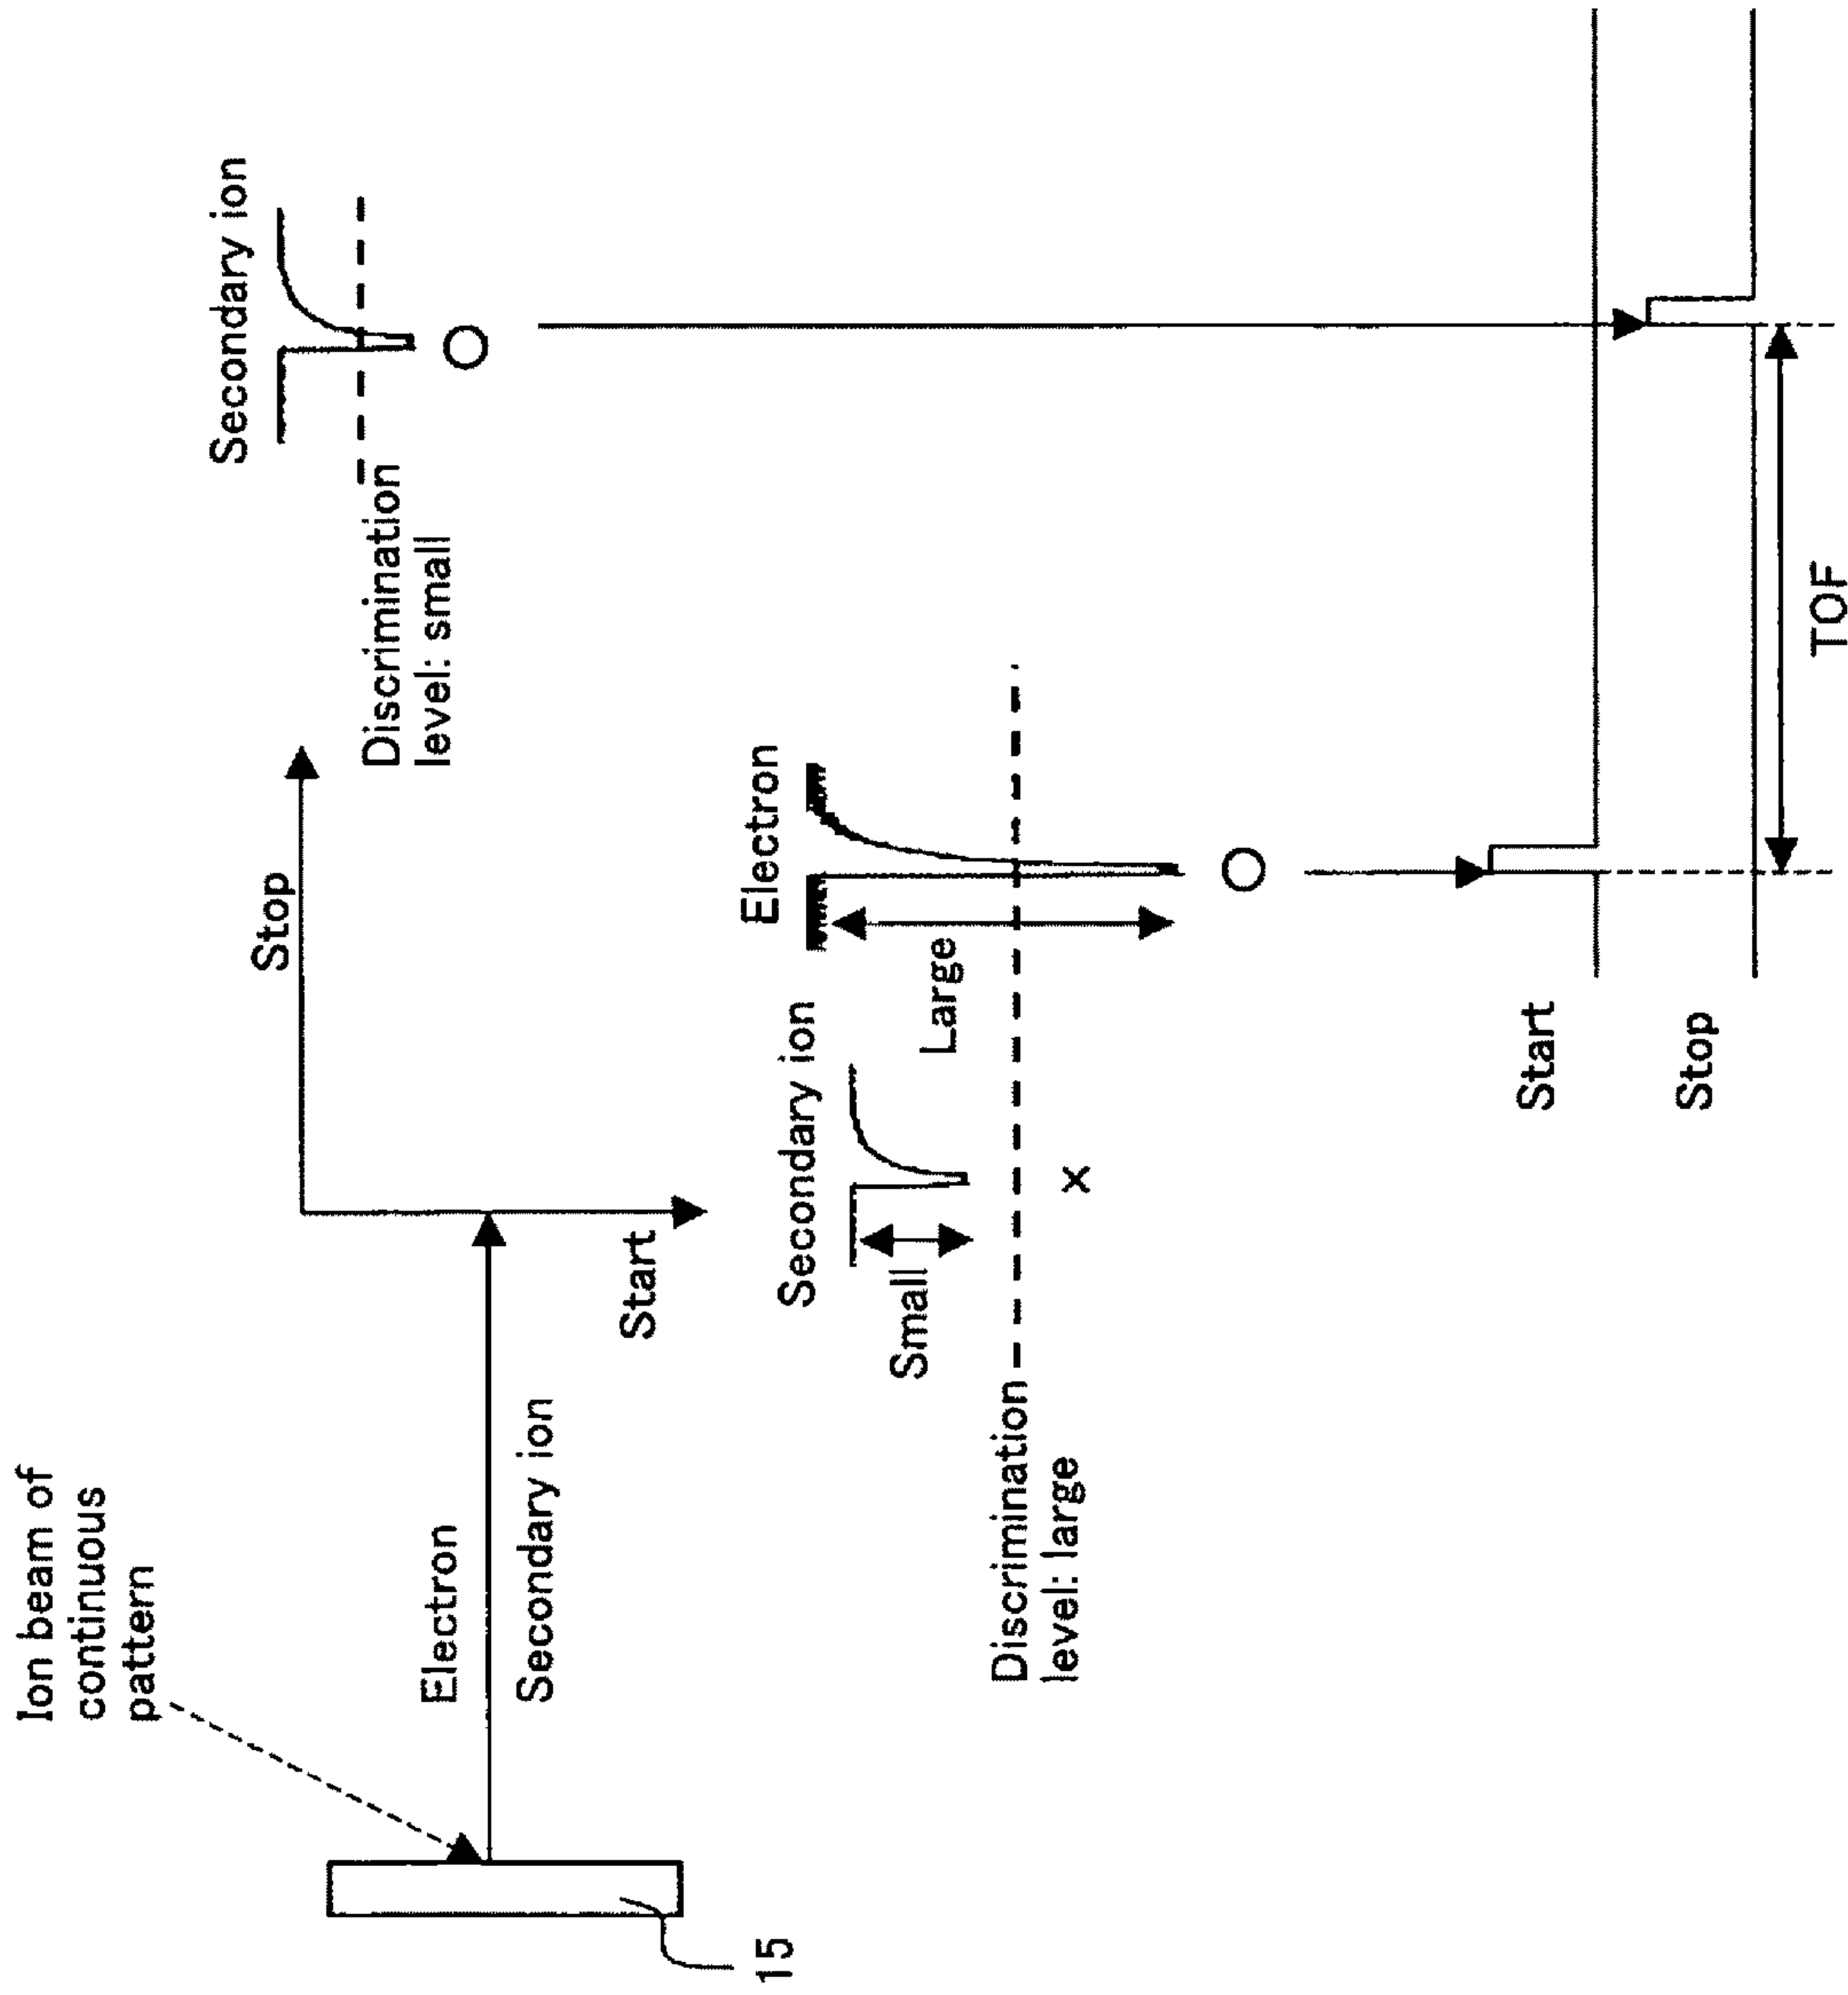 Ion beam of
continuous
pattern
Electron
Secondary ion
15
Stop
Start
Secondary ion
Discrimination
level: small
Secondary ion
Small
Electron
Large
Discrimination
level: large
x
Start
Stop
TOF